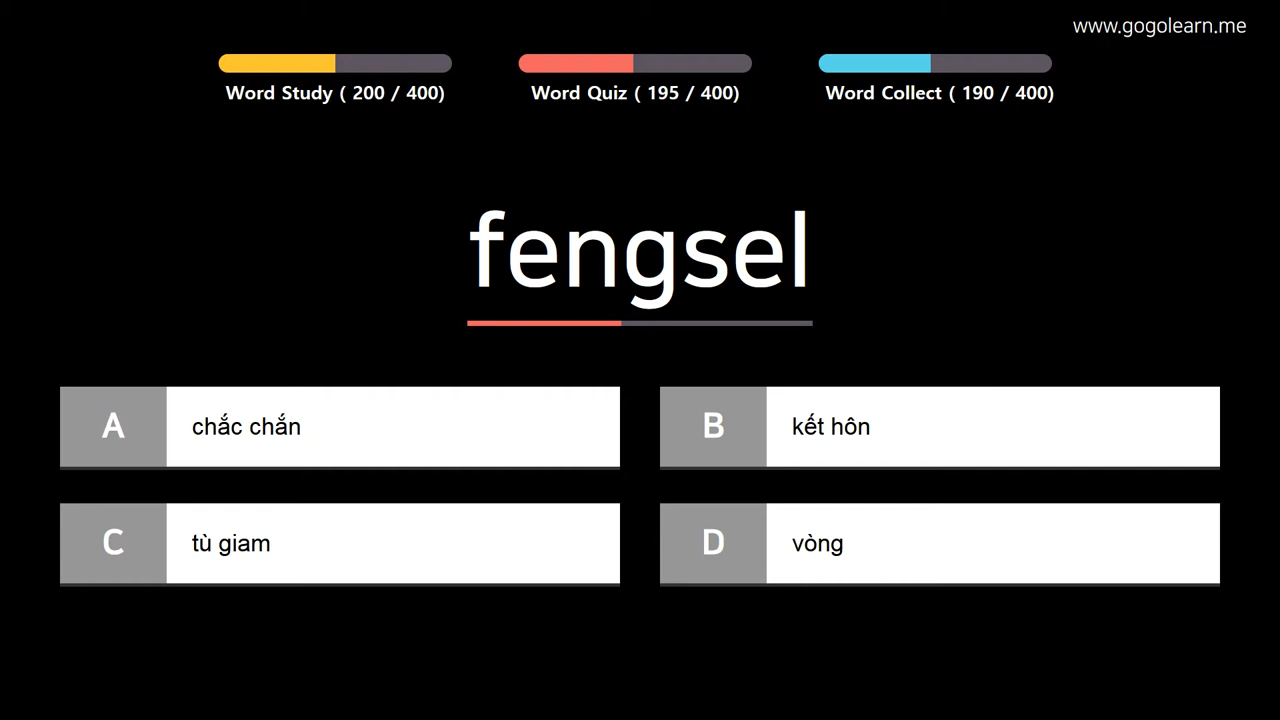 www.gogolearn.me
Word Study ( 200 / 400)
Word Quiz ( 195 / 400)
Word Collect ( 190 / 400)
fengsel
A
chắc chắn
B
kết hôn
C
tù giam
D
vòng